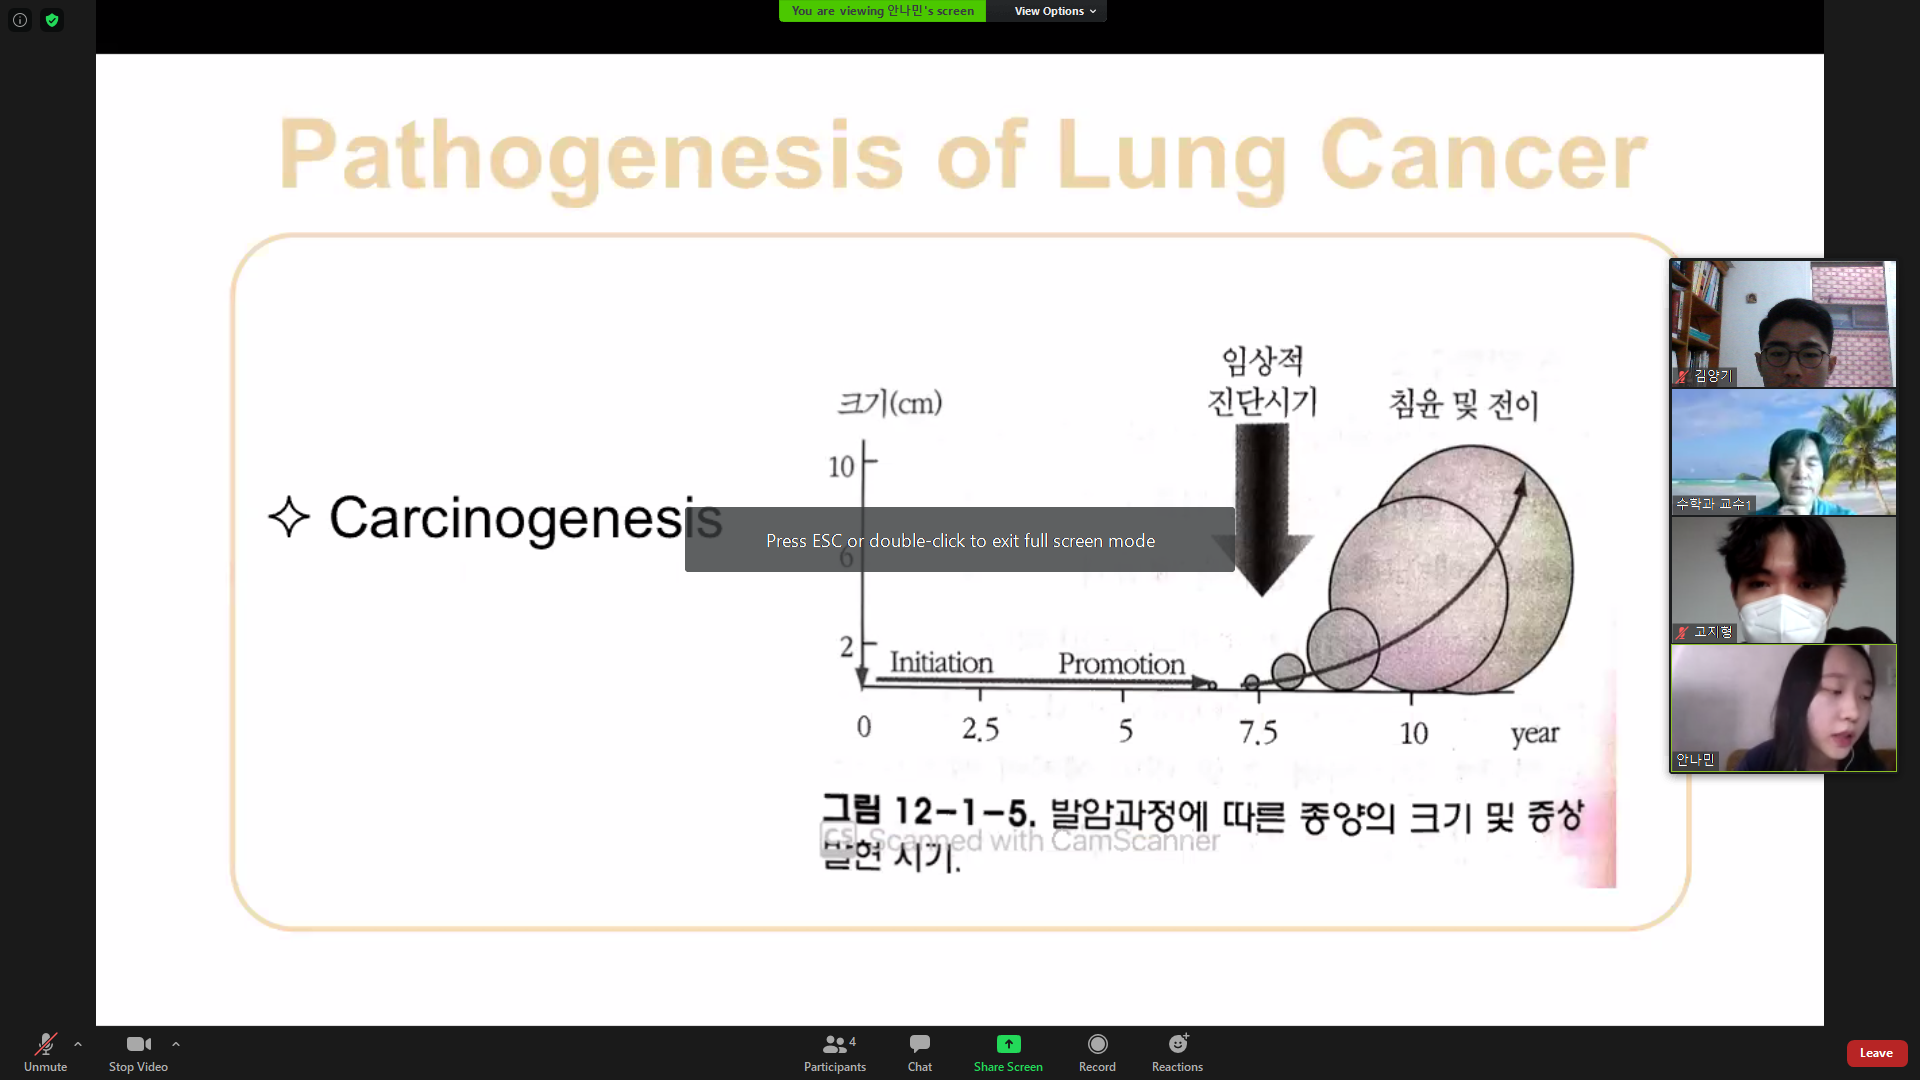 You are viewing 안나민's screen
View Options
Pathogenesis of Lung Cancer
Carcinogenesis
Press ESC or double-click to exit full screen mode
크기(cm)
임상적
진단시기
침윤 및 전이
10
6
2
Initiation
Promotion
0
2.5
5
7.5
10
year
그림 12-1-5. 발암과정에 따른 종양의 크기 및 증상
발현 시기.
CS Scanned with CamScanner
김양기
수학과 교수1
고지형
안나민
Unmute
Stop Video
4
Participants
Chat
Share Screen
Record
Reactions
Leave